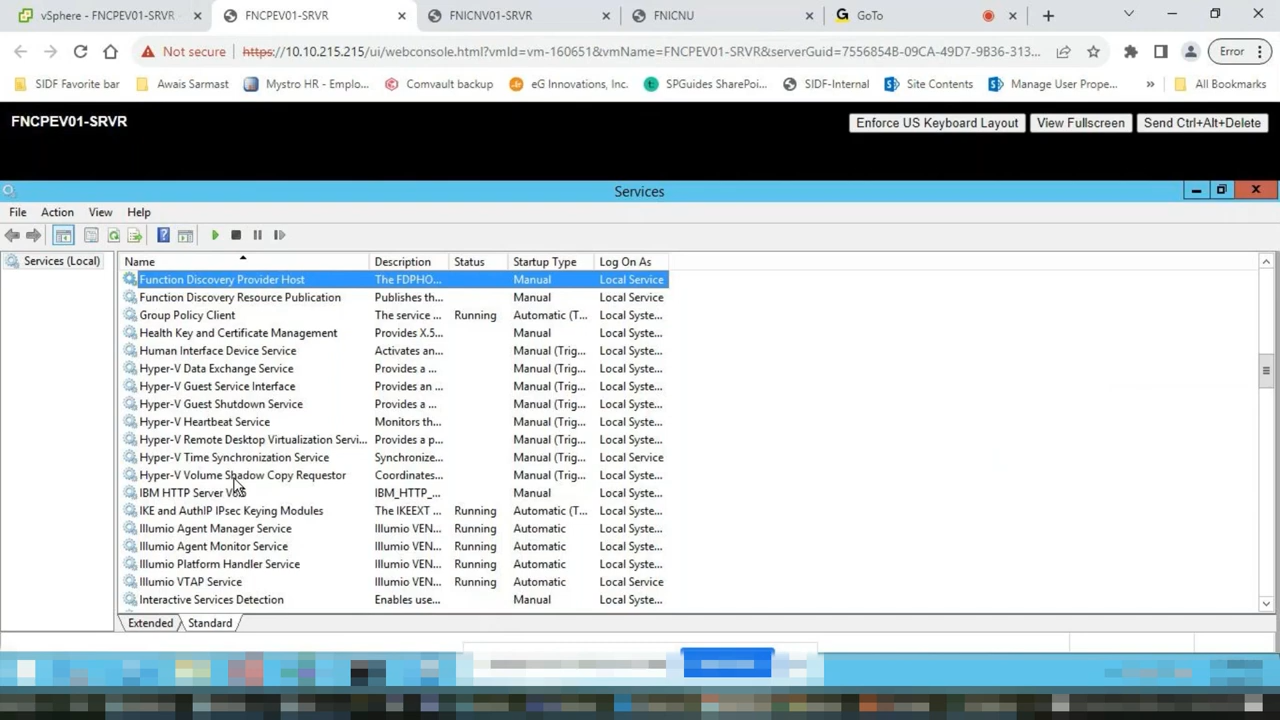 vSphere - FNCPEV01-SRVR - FNCPEV01-SRVR FNICNV01-SRVR FNICNU GoTo
Not secure https://10.10.215.215/ui/webconsole.html?vmId=vm-160651&vmName=FNCPEV01-SRVR&serverGuid=7556854B-09CA-49D7-9B36-313... Error
SIDF Favorite bar Awais Sarmast Mystro HR - Emplo... Comvault backup eG Innovations, Inc. SPGuides SharePoi... SIDF-Internal Site Contents Manage User Prope... » All Bookmarks
FNCPEV01-SRVR Enforce US Keyboard Layout View Fullscreen Send Ctrl+Alt+Delete
Services
File Action View Help
Services (Local)
Name Description Status Startup Type Log On As
Function Discovery Provider Host The FDPHO... Manual Local Service
Function Discovery Resource Publication Publishes th... Manual Local Service
Group Policy Client The service ... Running Automatic (T... Local Syste...
Health Key and Certificate Management Provides X.5... Manual Local Syste...
Human Interface Device Service Activates an... Manual (Trig... Local Syste...
Hyper-V Data Exchange Service Provides a ... Manual (Trig... Local Syste...
Hyper-V Guest Service Interface Provides an ... Manual (Trig... Local Syste...
Hyper-V Guest Shutdown Service Provides a ... Manual (Trig... Local Syste...
Hyper-V Heartbeat Service Monitors th... Manual (Trig... Local Syste...
Hyper-V Remote Desktop Virtualization Servi... Provides a p... Manual (Trig... Local Syste...
Hyper-V Time Synchronization Service Synchronize... Manual (Trig... Local Service
Hyper-V Volume Shadow Copy Requestor Coordinates... Manual (Trig... Local Syste...
IBM HTTP Server IBM_HTTP_... Manual Local Syste...
IKE and AuthIP IPsec Keying Modules The IKEEXT ... Running Automatic (T... Local Syste...
Illumio Agent Manager Service Illumio VEN... Running Automatic Local Syste...
Illumio Agent Monitor Service Illumio VEN... Running Automatic Local Syste...
Illumio Platform Handler Service Illumio VEN... Running Automatic Local Syste...
Illumio VTAP Service Illumio VEN... Running Automatic Local Service
Interactive Services Detection Enables use... Manual Local Syste...
Extended Standard